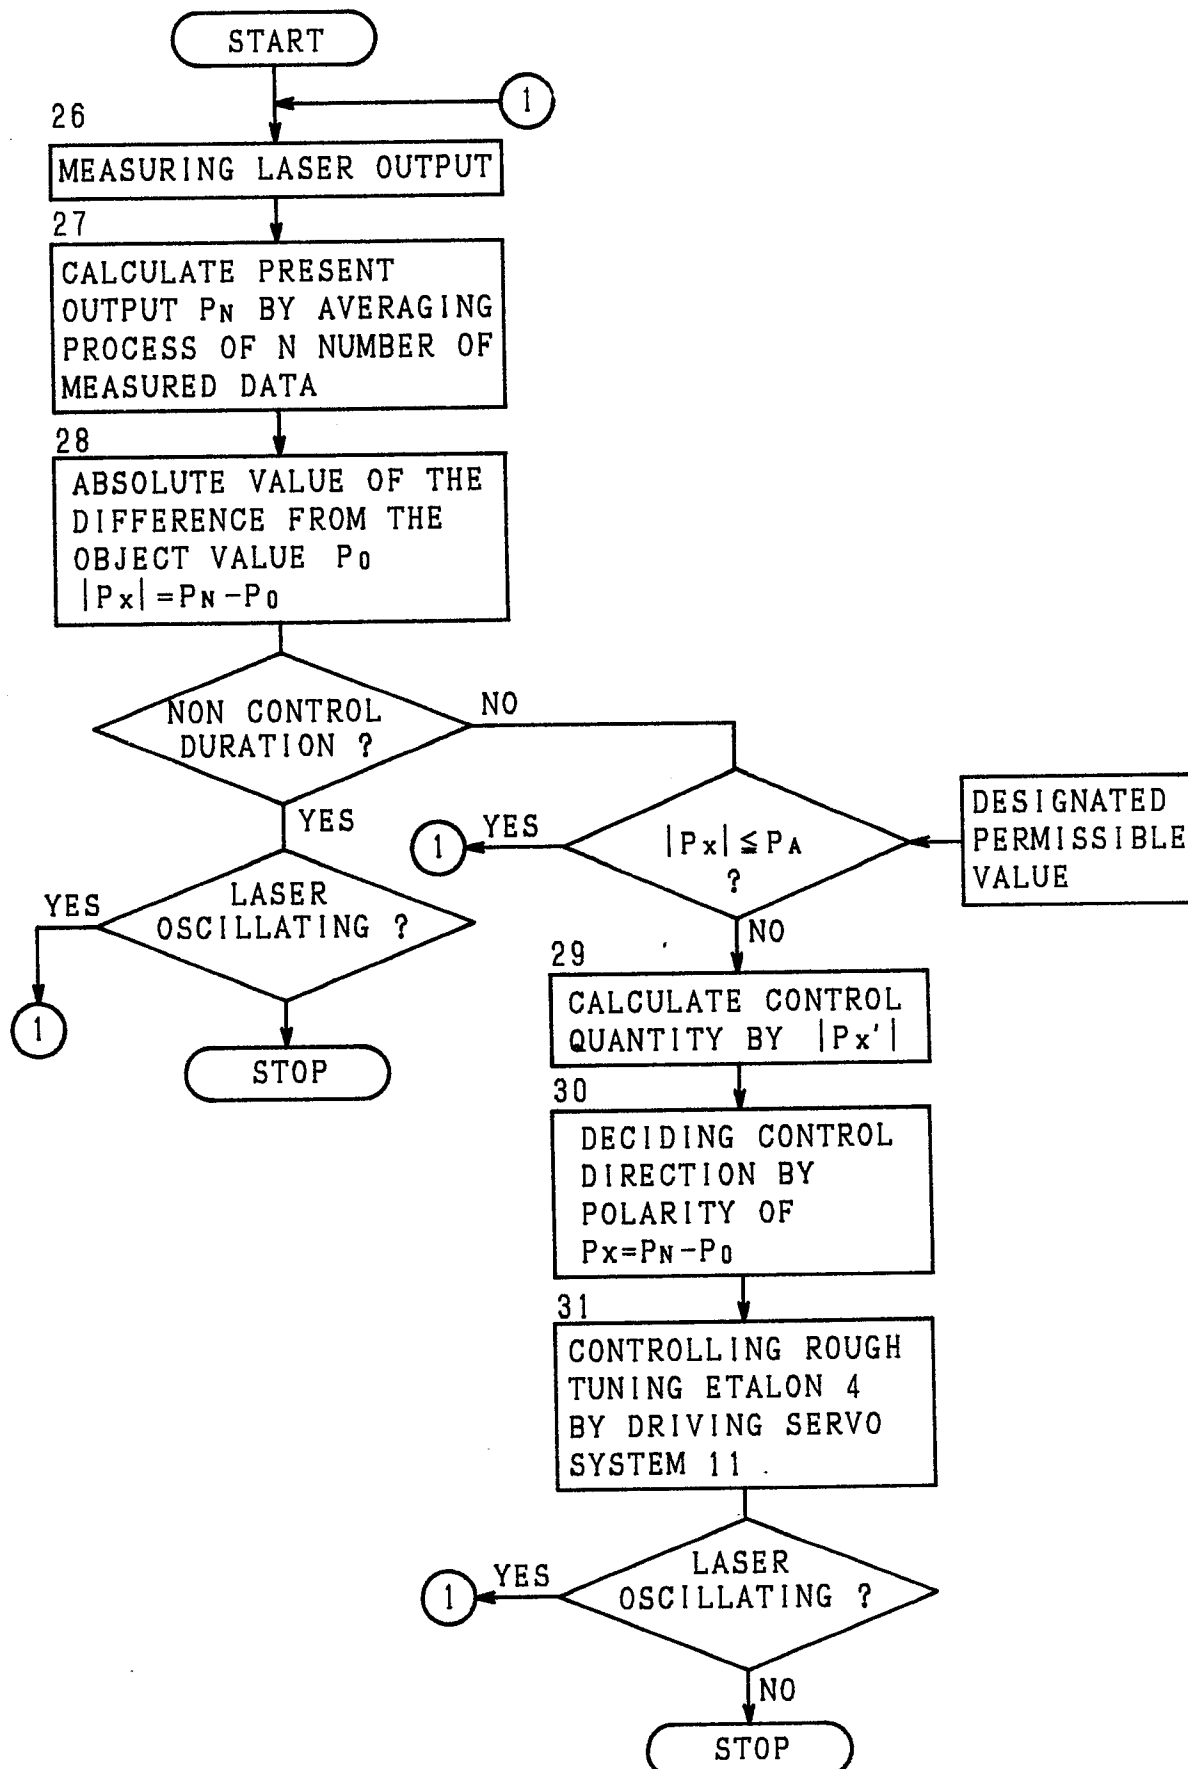 START
1
26
MEASURING LASER OUTPUT
27
CALCULATE PRESENT
OUTPUT PN BY AVERAGING
PROCESS OF N NUMBER OF
MEASURED DATA
28
ABSOLUTE VALUE OF THE
DIFFERENCE FROM THE
OBJECT VALUE P0
|Px|=PN-P0
NON CONTROL
DURATION ?
NO
YES
LASER
OSCILLATING ?
YES
1
STOP
|Px|≦PA
?
YES
1
DESIGNATED
PERMISSIBLE
VALUE
NO
29
CALCULATE CONTROL
QUANTITY BY |Px'|
30
DECIDING CONTROL
DIRECTION BY
POLARITY OF
Px=PN-P0
31
CONTROLLING ROUGH
TUNING ETALON 4
BY DRIVING SERVO
SYSTEM 11
LASER
OSCILLATING ?
YES
1
NO
STOP